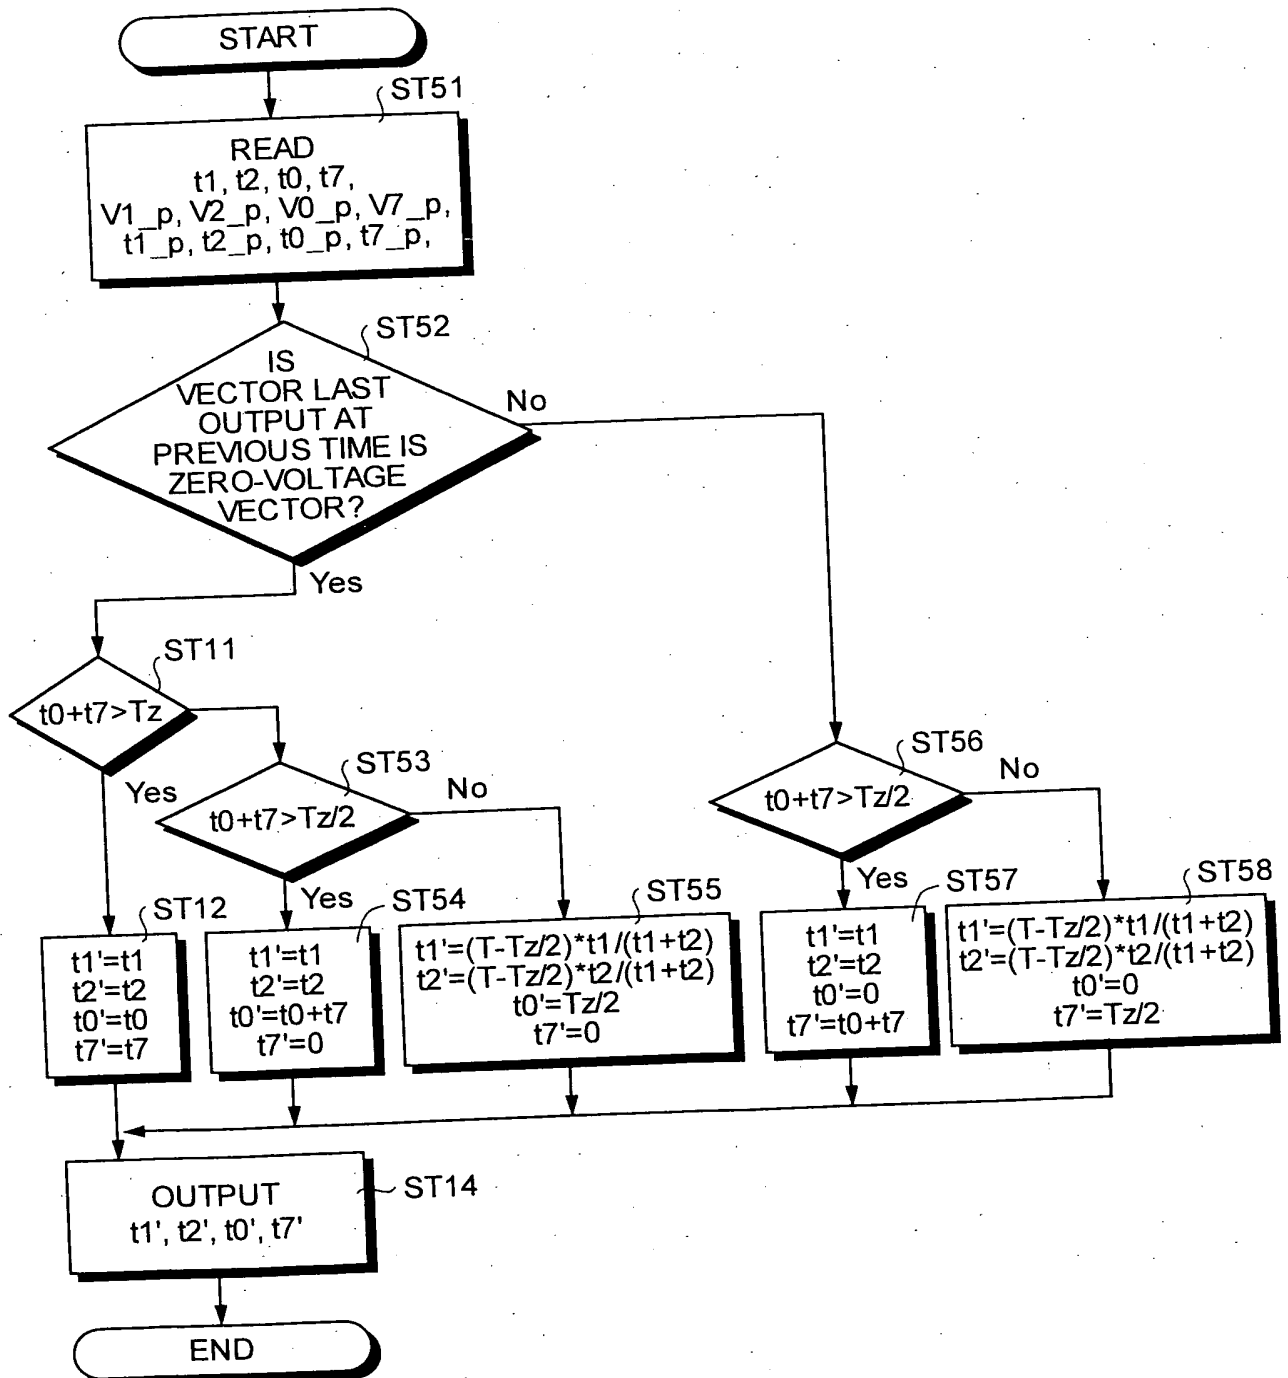 START
ST51
READ
t1, t2, t0, t7,
V1_p, V2_p, V0_p, V7_p,
t1_p, t2_p, t0_p, t7_p,
ST52
IS
VECTOR LAST
OUTPUT AT
PREVIOUS TIME IS
ZERO-VOLTAGE
VECTOR?
No
Yes
ST11
t0+t7>Tz
Yes
ST53
t0+t7>Tz/2
No
Yes
ST56
t0+t7>Tz/2
No
Yes
ST12
t1'=t1
t2'=t2
t0'=t0
t7'=t7
ST54
t1'=t1
t2'=t2
t0'=t0+t7
t7'=0
ST55
t1'=(T-Tz/2)*t1/(t1+t2)
t2'=(T-Tz/2)*t2/(t1+t2)
t0'=Tz/2
t7'=0
ST57
t1'=t1
t2'=t2
t0'=0
t7'=t0+t7
ST58
t1'=(T-Tz/2)*t1/(t1+t2)
t2'=(T-Tz/2)*t2/(t1+t2)
t0'=0
t7'=Tz/2
ST14
OUTPUT
t1', t2', t0', t7'
END